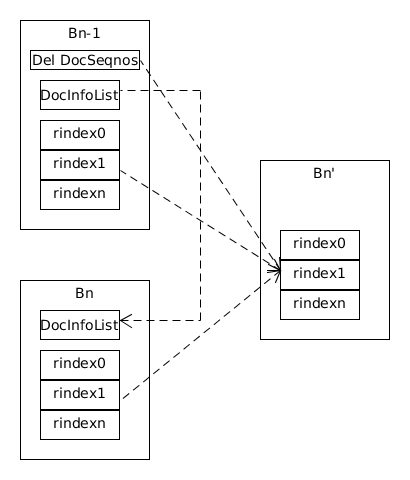 Bn-1
Del DocSeqnos
DocInfoList
rindex0
rindex1
rindexn
Bn'
rindex0
rindex1
rindexn
Bn
DocInfoList
rindex0
rindex1
rindexn